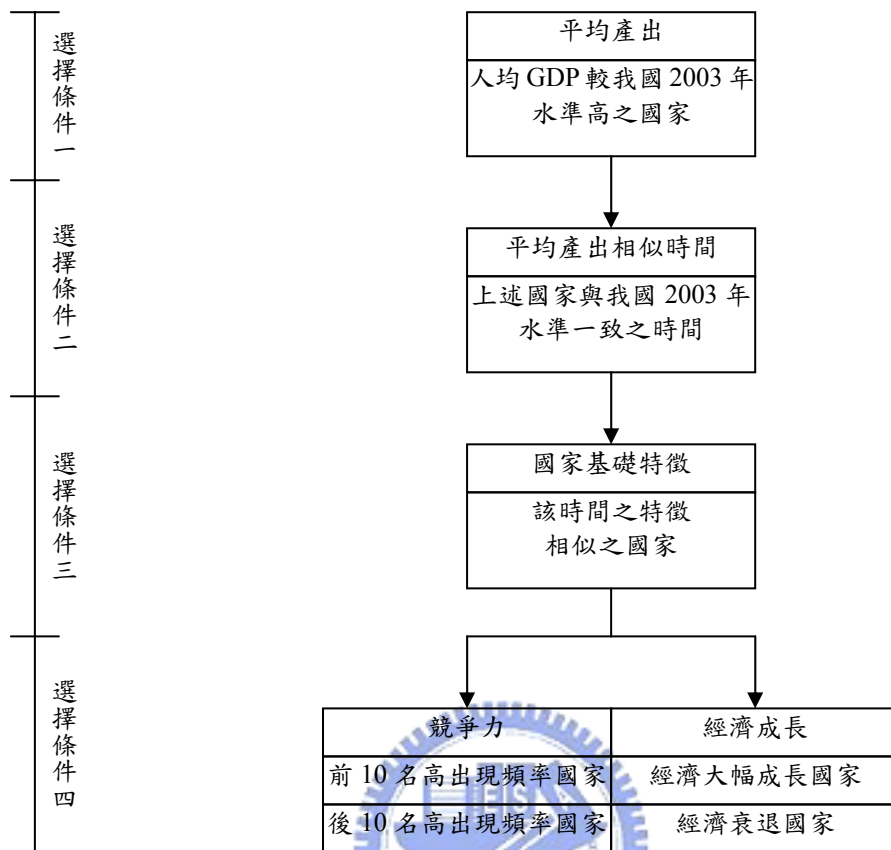 選擇條件一
平均產出
人均 GDP 較我國 2003 年
水準高之國家
選擇條件二
平均產出相似時間
上述國家與我國 2003 年
水準一致之時間
選擇條件三
國家基礎特徵
該時間之特徵
相似之國家
選擇條件四
競爭力
經濟成長
前 10 名高出現頻率國家
經濟大幅成長國家
後 10 名高出現頻率國家
經濟衰退國家